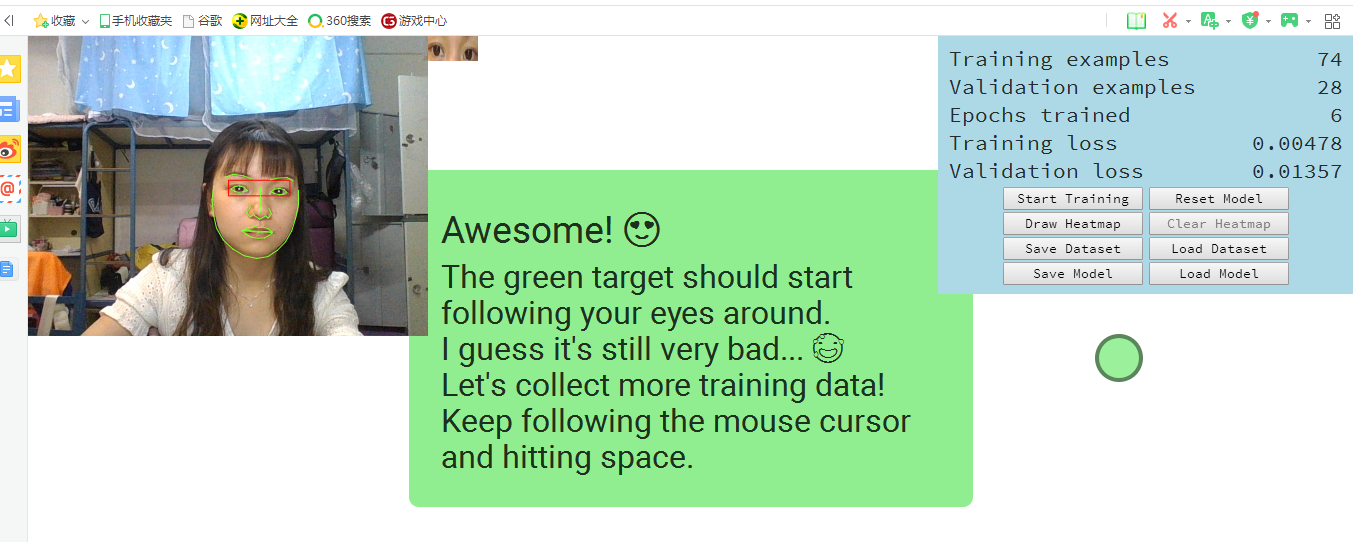 收藏 手机收藏夹 谷歌 网址大全 360搜索 游戏中心
Training examples 74
Validation examples 28
Epochs trained 6
Training loss 0.00478
Validation loss 0.01357
Start Training Reset Model
Draw Heatmap Clear Heatmap
Save Dataset Load Dataset
Save Model Load Model
Awesome! 😍
The green target should start
following your eyes around.
I guess it's still very bad... 😅
Let's collect more training data!
Keep following the mouse cursor
and hitting space.